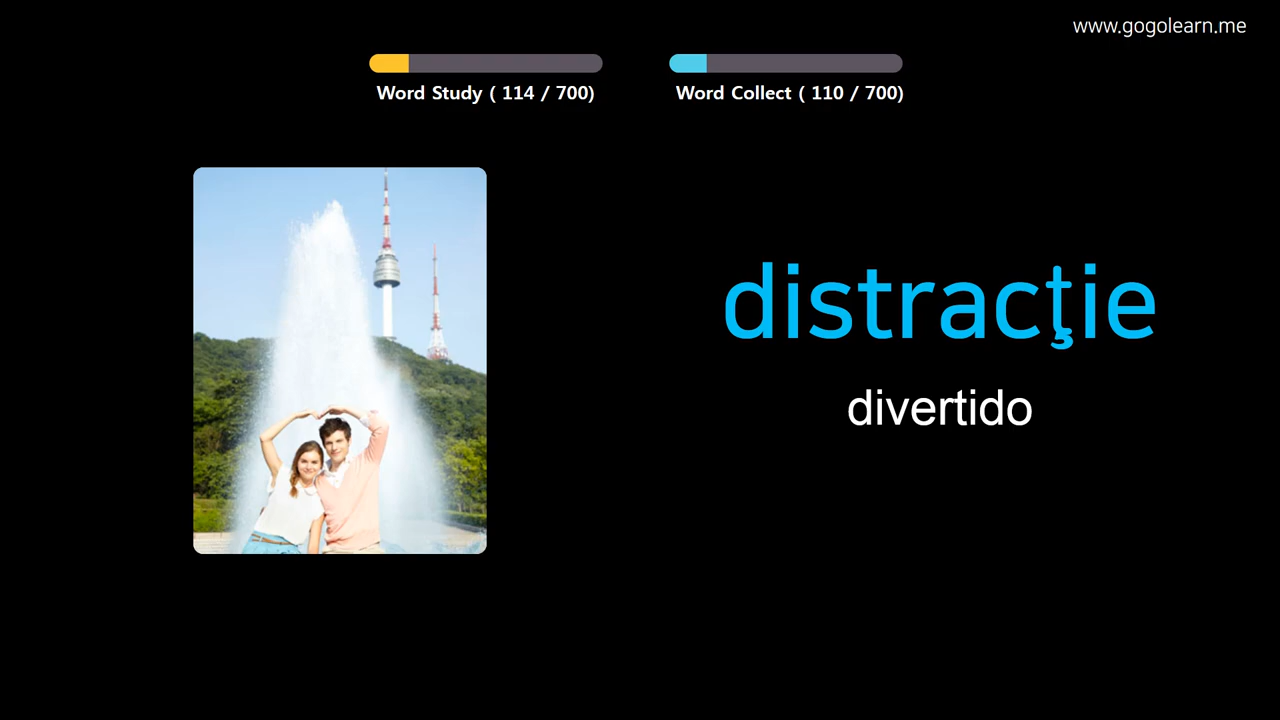 www.gogolearn.me
Word Study ( 114 / 700)
Word Collect ( 110 / 700)
distracţie
divertido